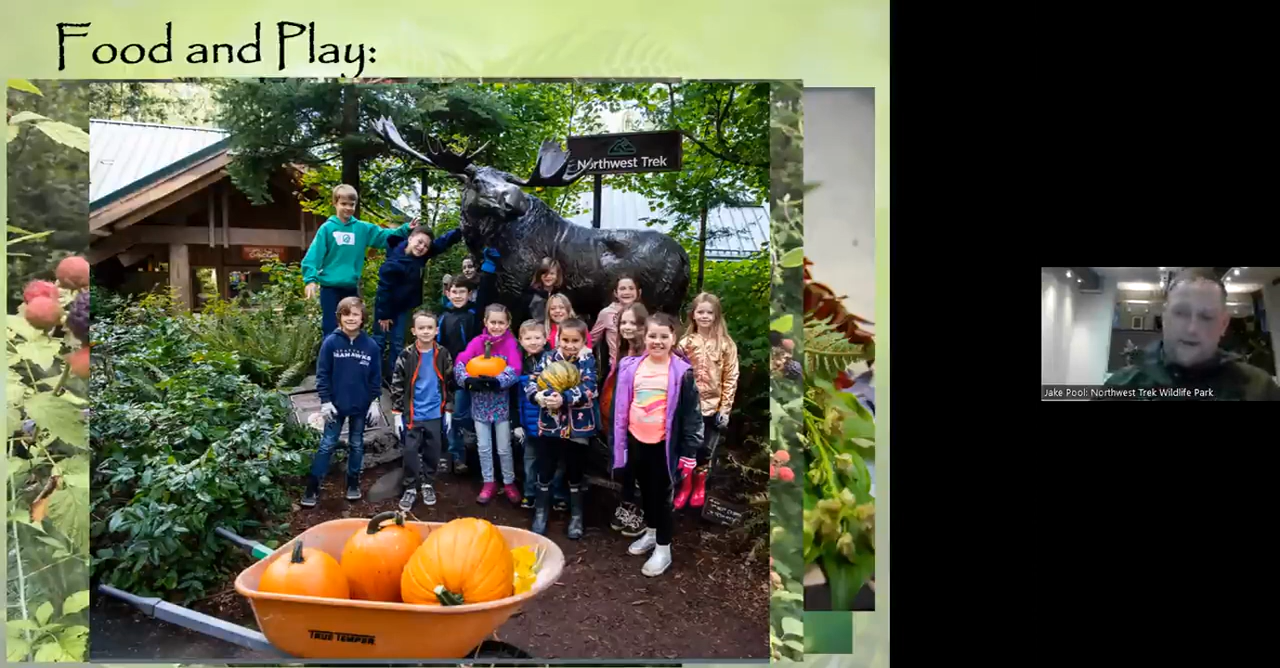 Food and Play:
Northwest Trek
SEAHAWKS
TRUE TEMPER
Jake Pool: Northwest Trek Wildlife Park